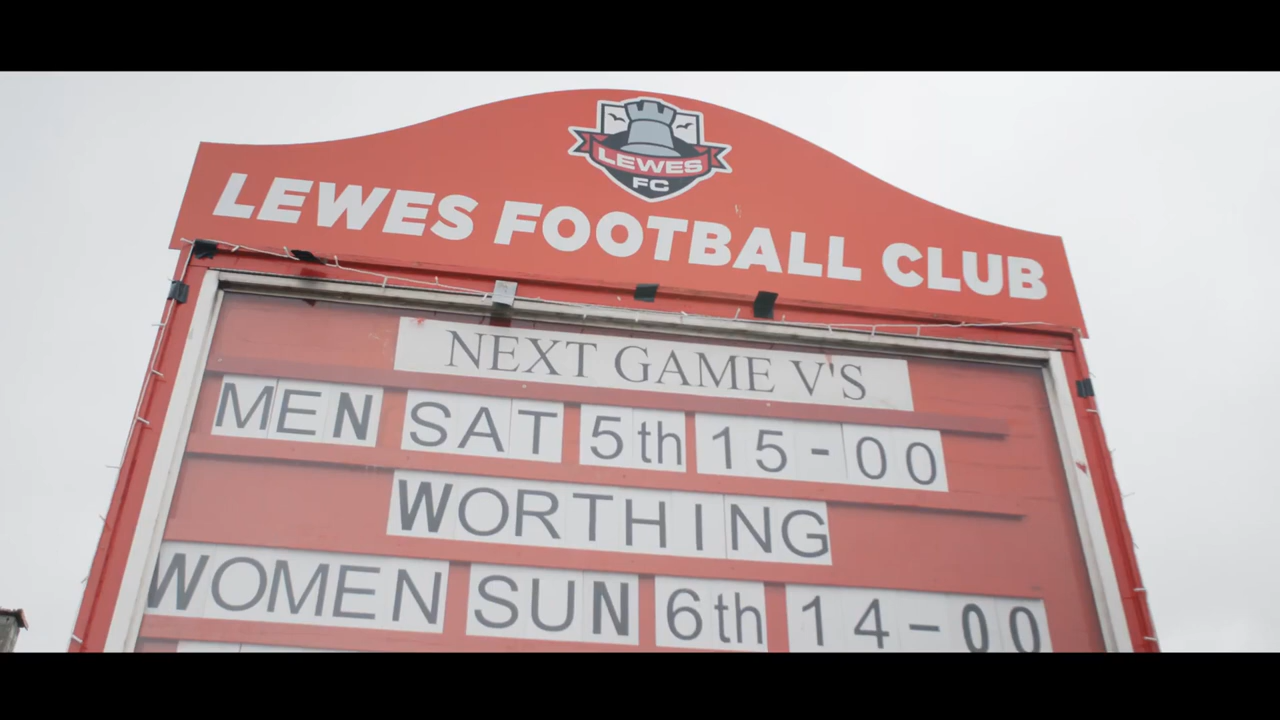 LEWES
FC
LEWES FOOTBALL CLUB
NEXT GAME V'S
MEN SAT 5th 15-00
WORTHING
WOMEN SUN 6th 14-00